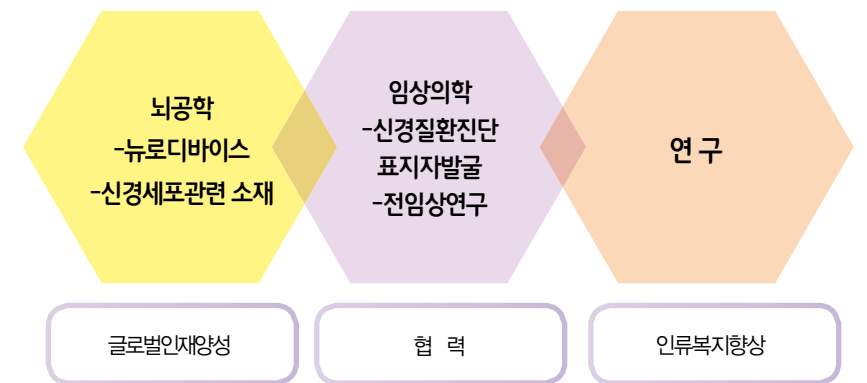 뇌공학
-뉴로디바이스
-신경세포관련 소재
임상의학
-신경질환진단
표지자발굴
-전임상연구
연 구
글로벌인재양성
협 력
인류복지향상